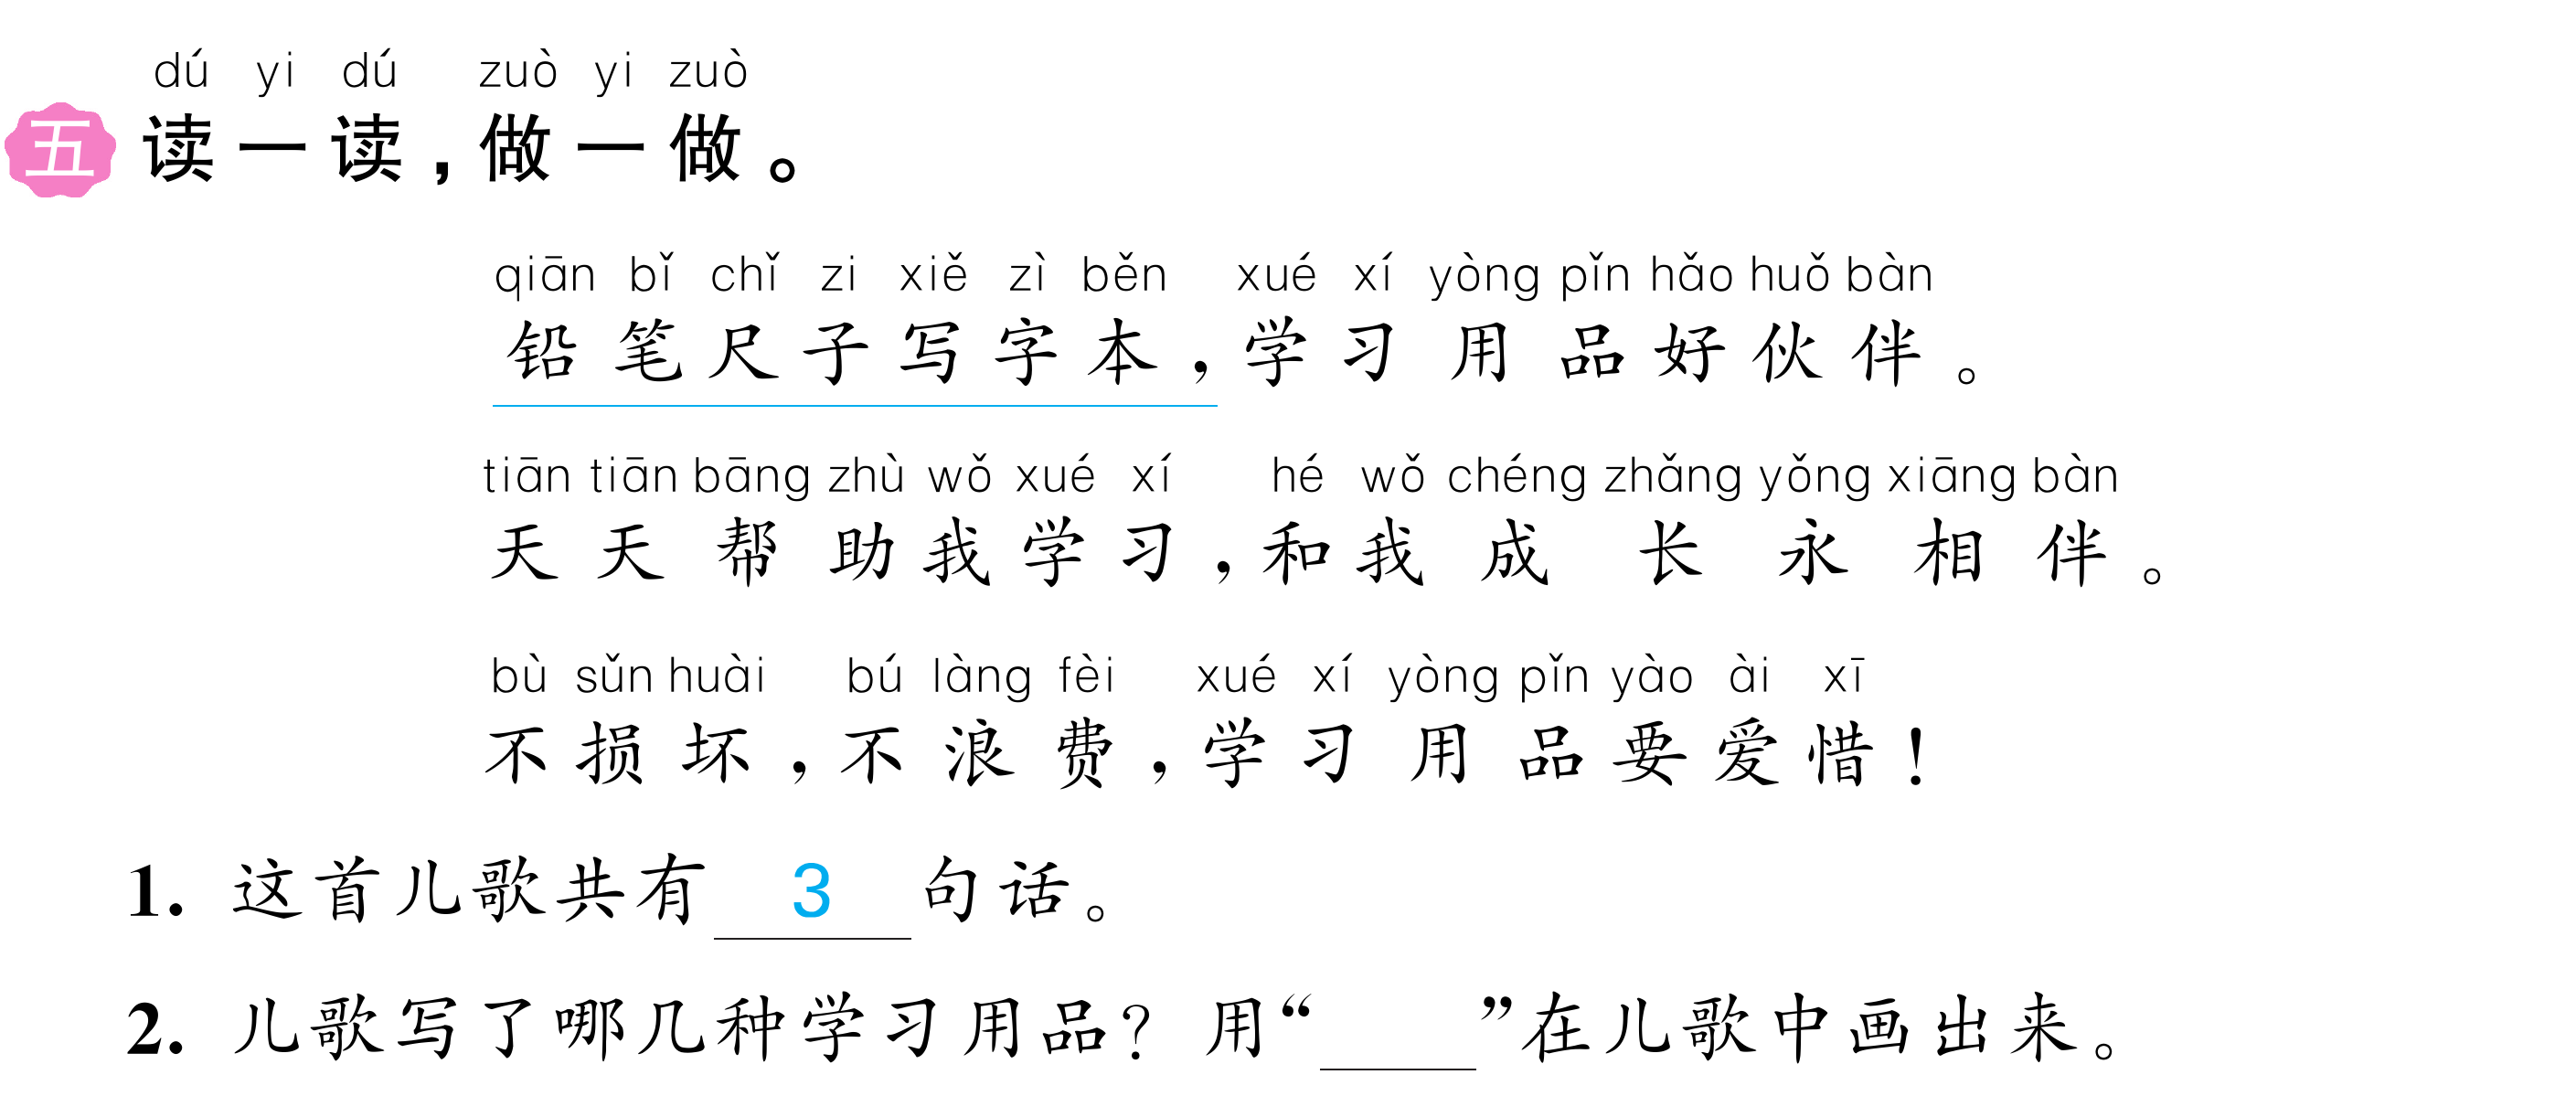 dú yi dú zuò yi zuò
五 读一读，做一做。
qiān bǐ chǐ zi xiě zì běn xué xí yòng pǐn hǎo huǒ bàn
铅笔尺子写字本，学习用品好伙伴。
tiān tiān bāng zhù wǒ xué xí hé wǒ chéng zhǎng yǒng xiāng bàn
天天帮助我学习，和我成长永相伴。
bù sǔn huài bú làng fèi xué xí yòng pǐn yào ài xī
不损坏，不浪费，学习用品要爱惜！
1. 这首儿歌共有 3 句话。
2. 儿歌写了哪几种学习用品？用“____”在儿歌中画出来。